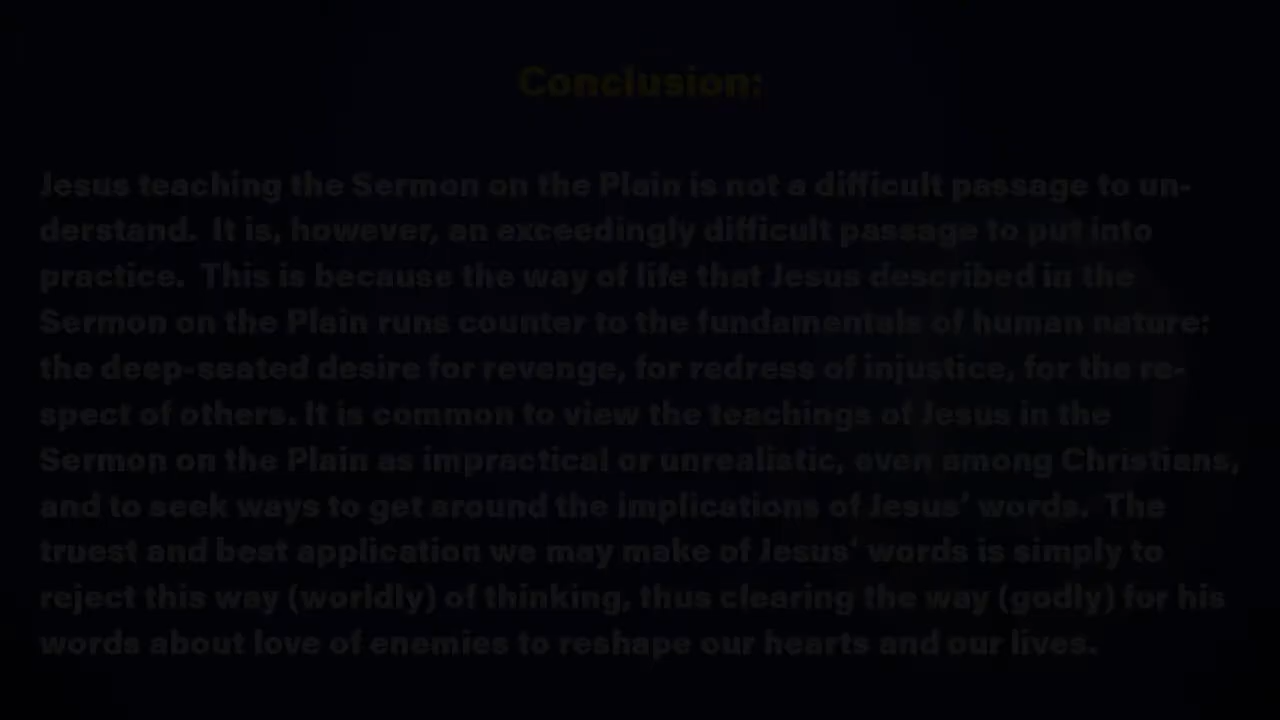 Conclusion:
Jesus teaching the Sermon on the Plain is not a difficult passage to un-
derstand.  It is, however, an exceedingly difficult passage to put into
practice.  This is because the way of life that Jesus described in the
Sermon on the Plain runs counter to the fundamentals of human nature:
the deep-seated desire for revenge, for redress of injustice, for the re-
spect of others. It is common to view the teachings of Jesus in the
Sermon on the Plain as impractical or unrealistic, even among Christians,
and to seek ways to get around the implications of Jesus' words.  The
truest and best application we may make of Jesus' words is simply to
reject this way (worldly) of thinking, thus clearing the way (godly) for his
words about love of enemies to reshape our hearts and our lives.